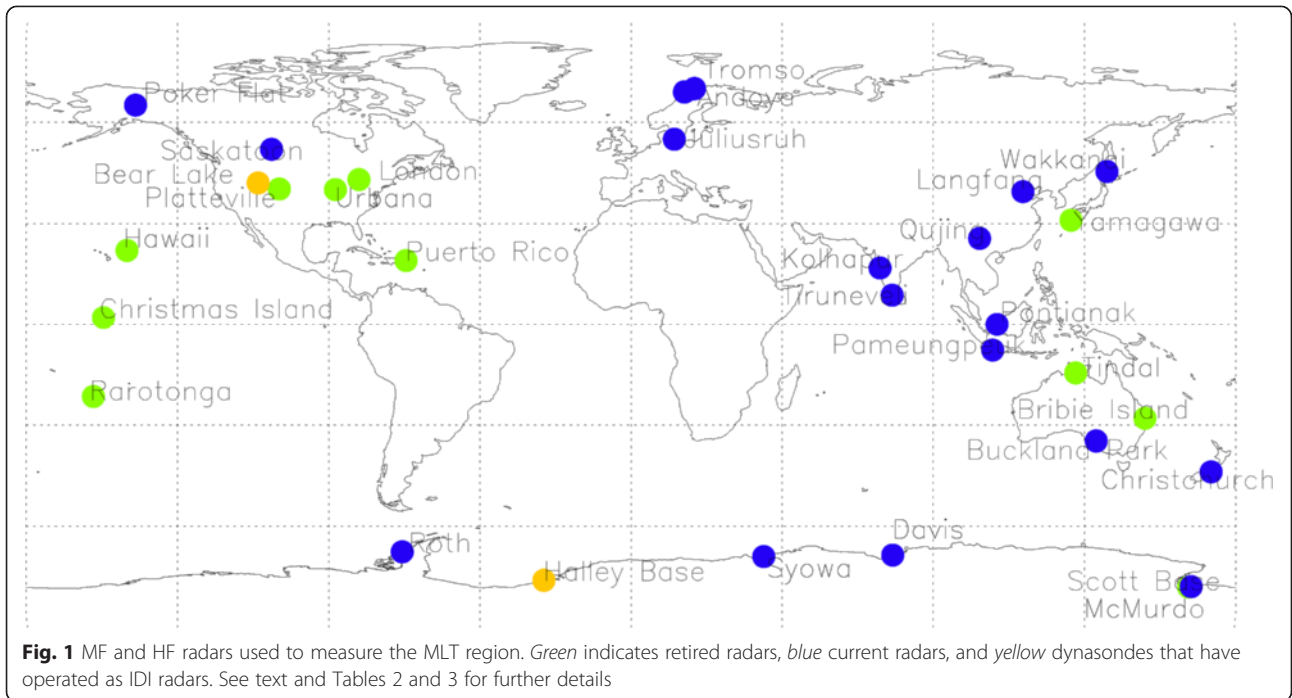 Tromso
Poker Flat
Andoya
Juliusruh
Saskatoon
Wakkanai
Bear Lake
London
Langfang
Platteville
Urbana
Yamagawa
Hawaii
Qujing
Puerto Rico
Kolhapur
Tiruneveli
Christmas Island
Pontianak
Pameungpeuk
Tindal
Rarotonga
Bribie Island
Buckland Park
Christchurch
Davis
Roth
Halley Base
Syowa
Scott Base
McMurdo
Fig. 1 MF and HF radars used to measure the MLT region. Green indicates retired radars, blue current radars, and yellow dynasondes that have
operated as IDI radars. See text and Tables 2 and 3 for further details